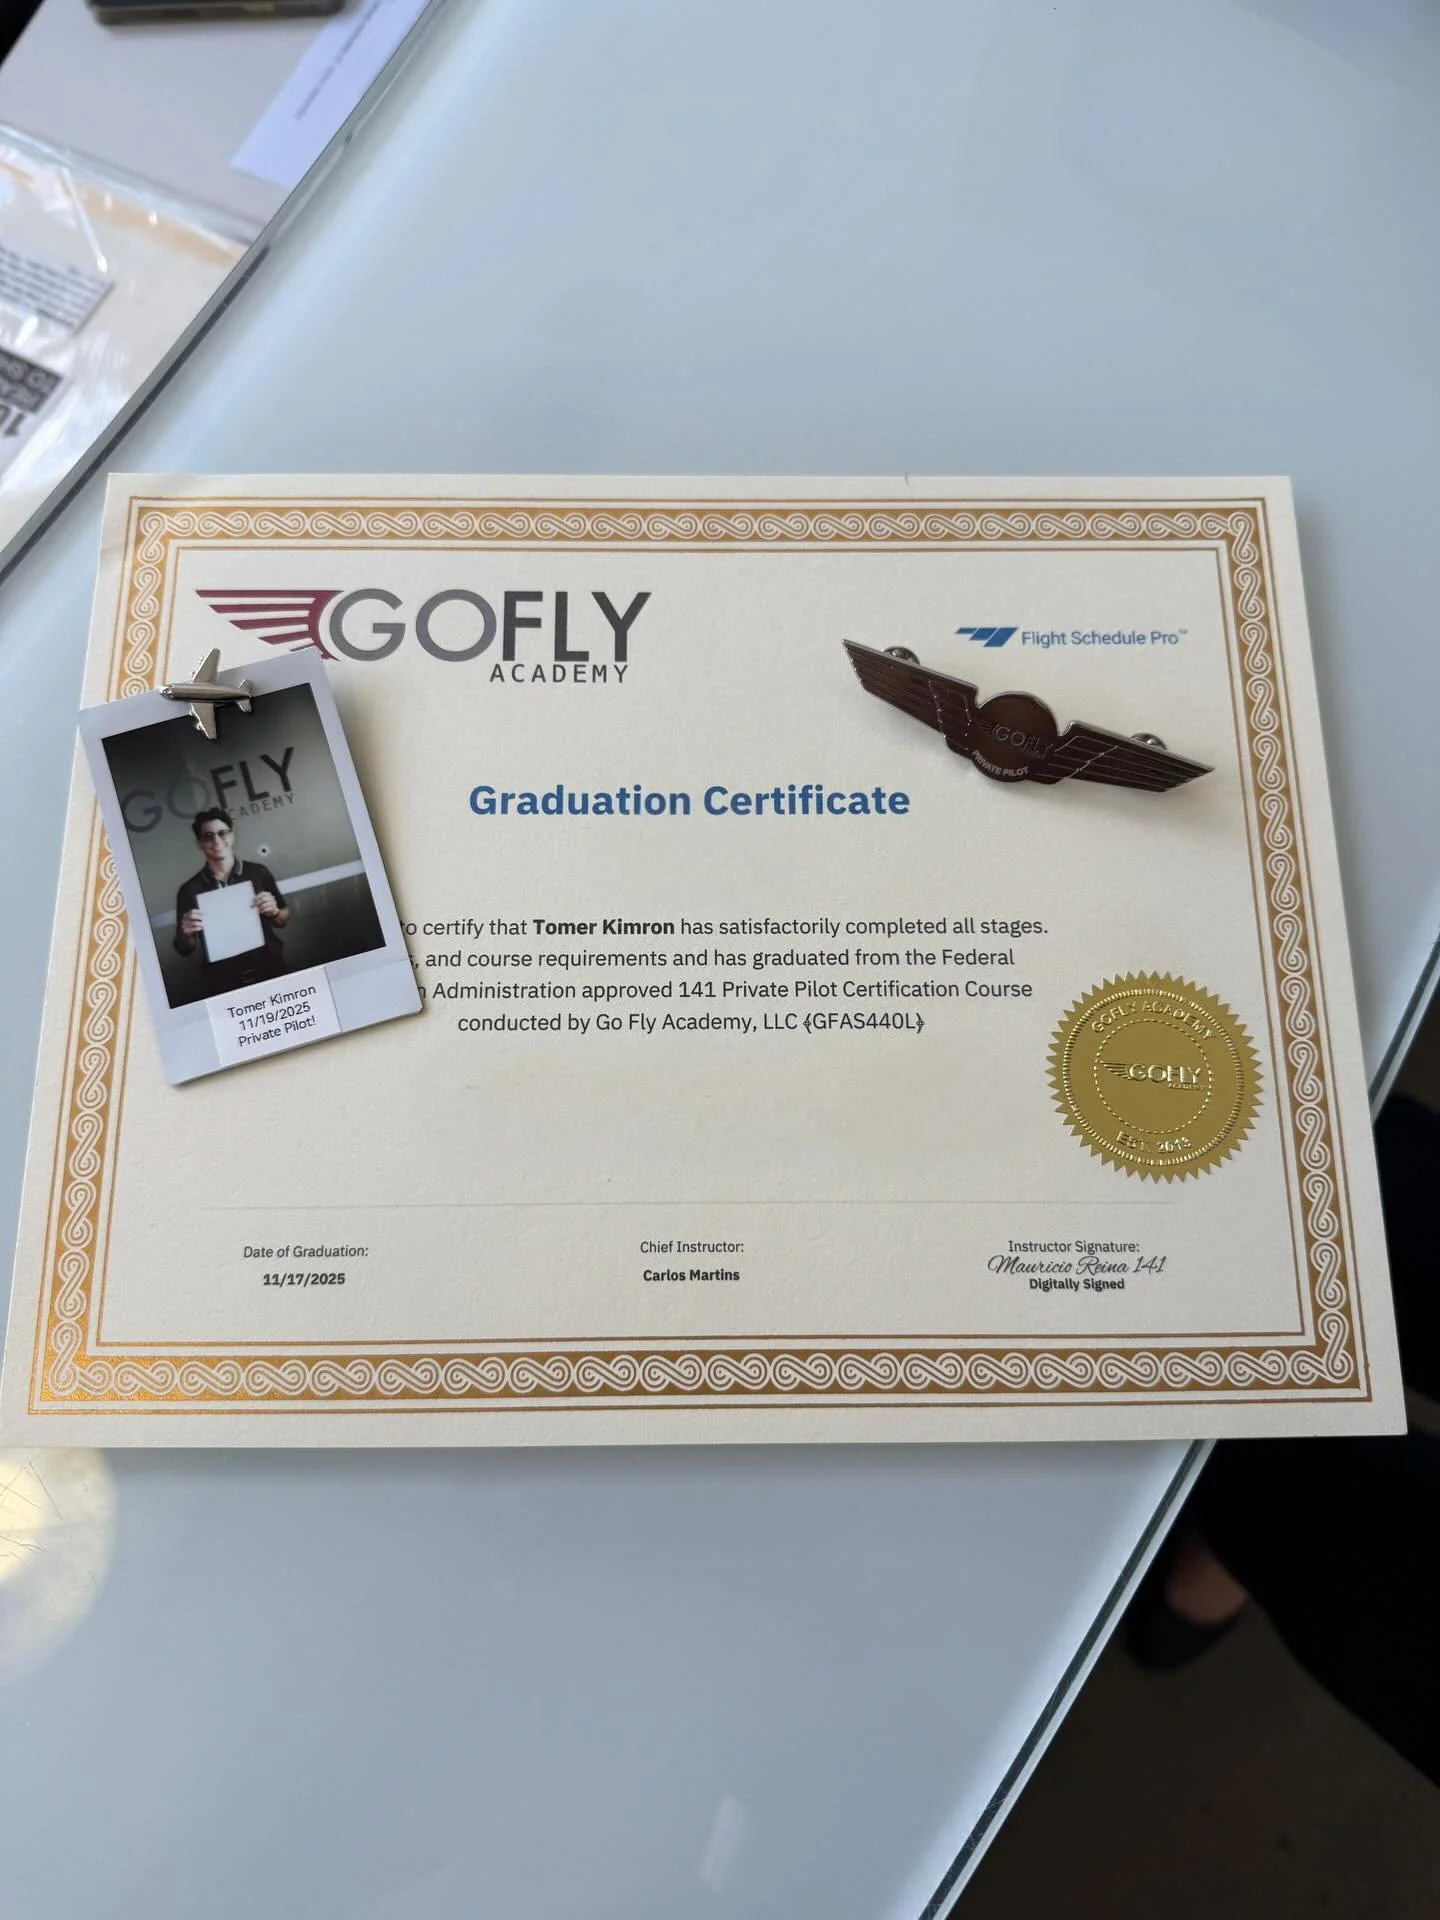 GOFLY
ACADEMY
Flight Schedule Pro™
GOFLY
PRIVATE PILOT
GOFLY
ACADEMY
Graduation Certificate
to certify that Tomer Kimron has satisfactorily completed all stages.
, and course requirements and has graduated from the Federal
Administration approved 141 Private Pilot Certification Course
conducted by Go Fly Academy, LLC (GFAS440L)
Tomer Kimron
11/19/2025
Private Pilot!
GOFLY ACADEMY
GOFLY
ACADEMY
EST. 2013
Date of Graduation:
11/17/2025
Chief Instructor:
Carlos Martins
Instructor Signature:
Mauricio Reina 141
Digitally Signed